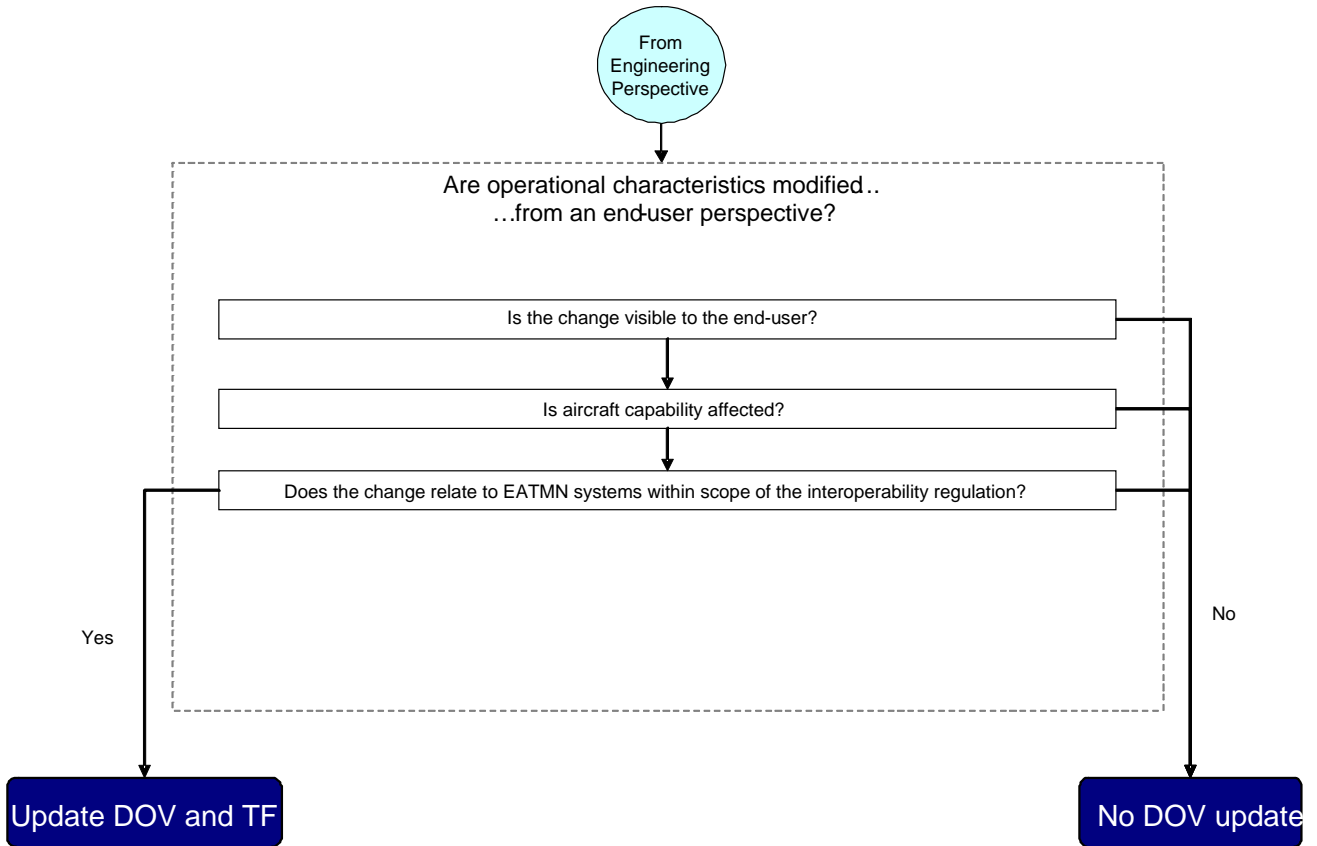 From
Engineering
Perspective
Are operational characteristics modified…
…from an end-user perspective?
Is the change visible to the end-user?
Is aircraft capability affected?
Does the change relate to EATMN systems within scope of the interoperability regulation?
Yes
No
Update DOV and TF
No DOV update